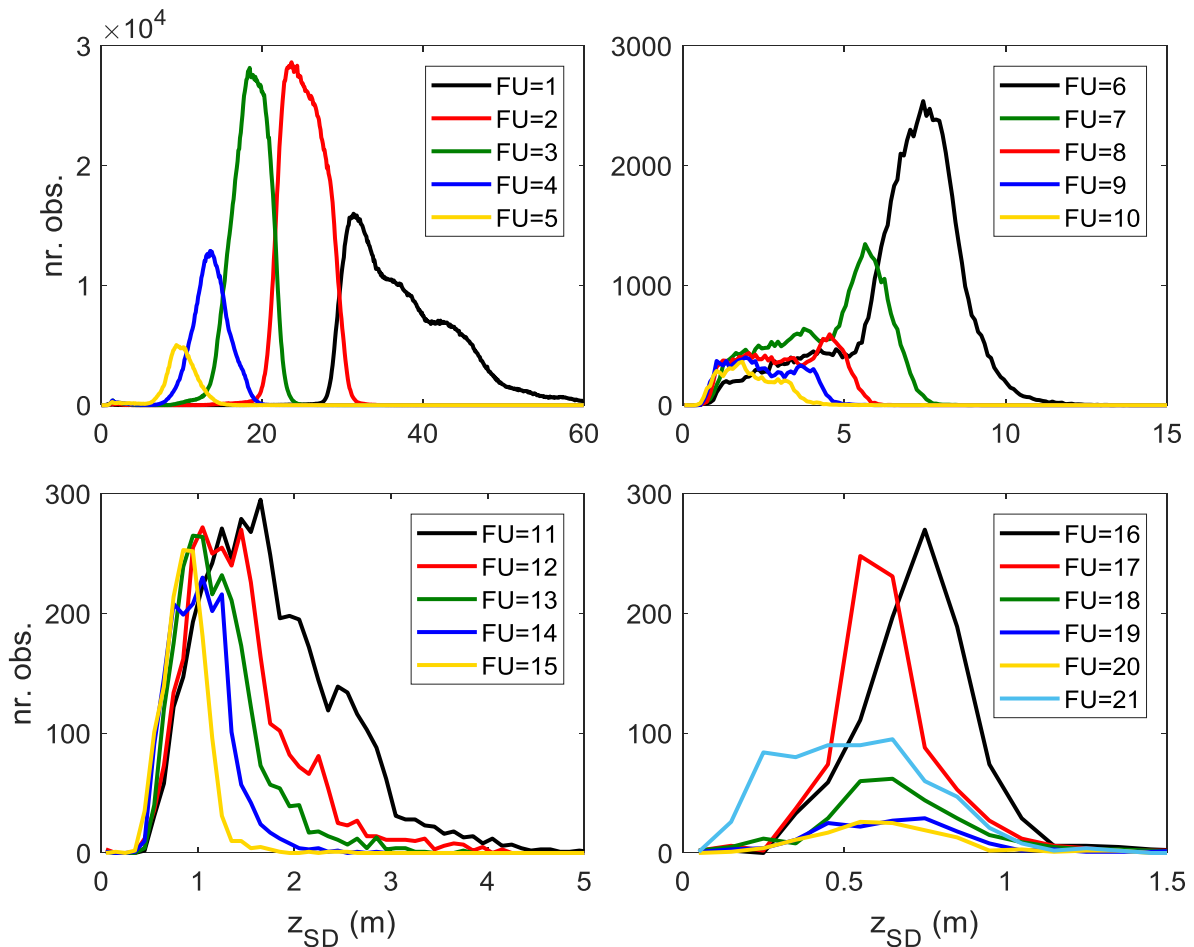 ×10⁴
nr. obs.
3
2
1
0
0 20 40 60
FU=1
FU=2
FU=3
FU=4
FU=5
3000
2000
1000
0
0 5 10 15
FU=6
FU=7
FU=8
FU=9
FU=10
nr. obs.
300
200
100
0
0 1 2 3 4 5
z_SD (m)
FU=11
FU=12
FU=13
FU=14
FU=15
300
200
100
0
0 0.5 1 1.5
z_SD (m)
FU=16
FU=17
FU=18
FU=19
FU=20
FU=21